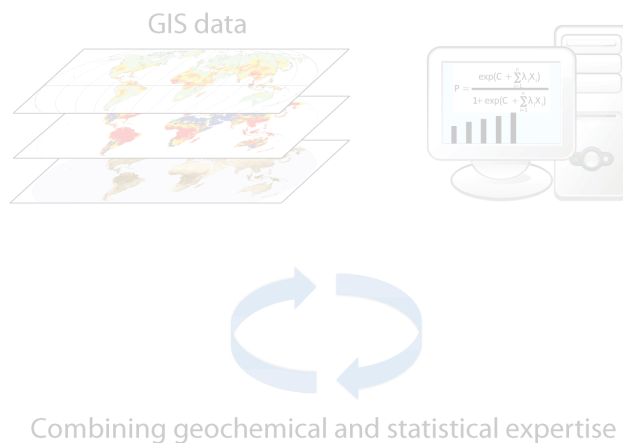 GIS data
P = exp(C + ∑λᵢXᵢ) / 1+ exp(C + ∑λᵢXᵢ)
Combining geochemical and statistical expertise